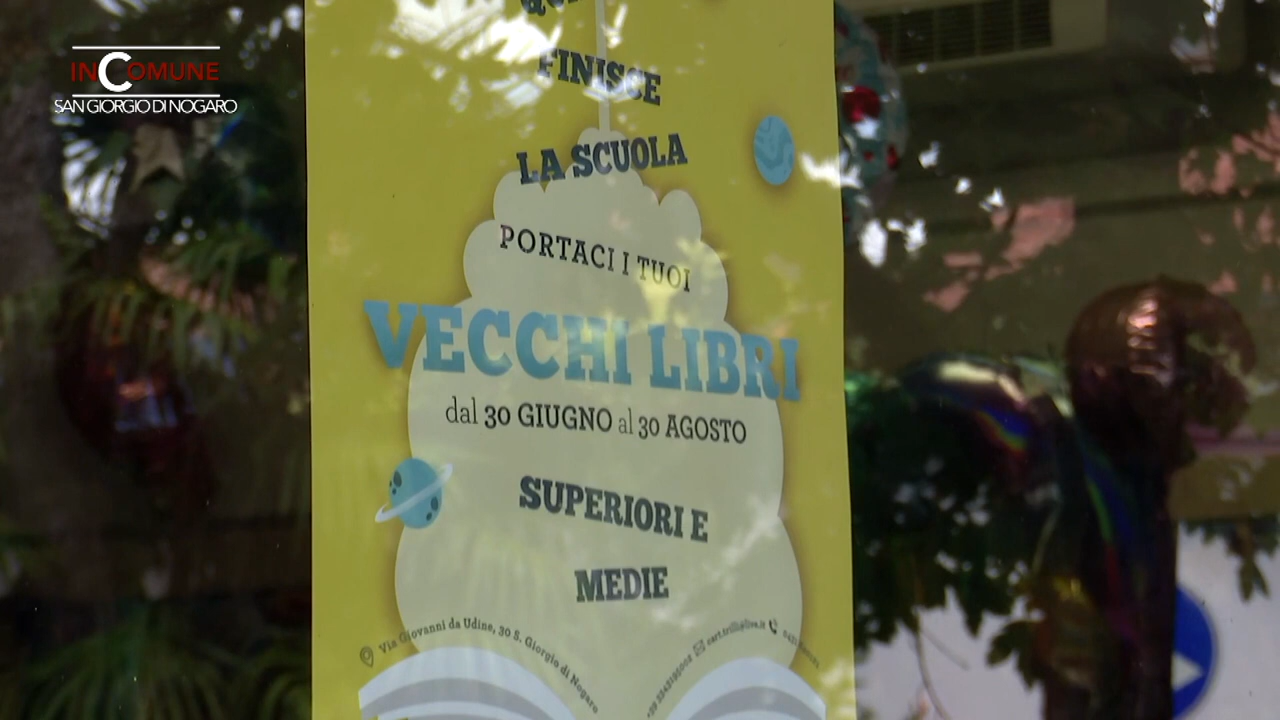 INCOMUNE
SAN GIORGIO DI NOGARO
FINISCE
LA SCUOLA
PORTACI I TUOI
VECCHI LIBRI
dal 30 GIUGNO al 30 AGOSTO
SUPERIORI E
MEDIE
Via Giovanni da Udine, 30 S. Giorgio di Nogaro